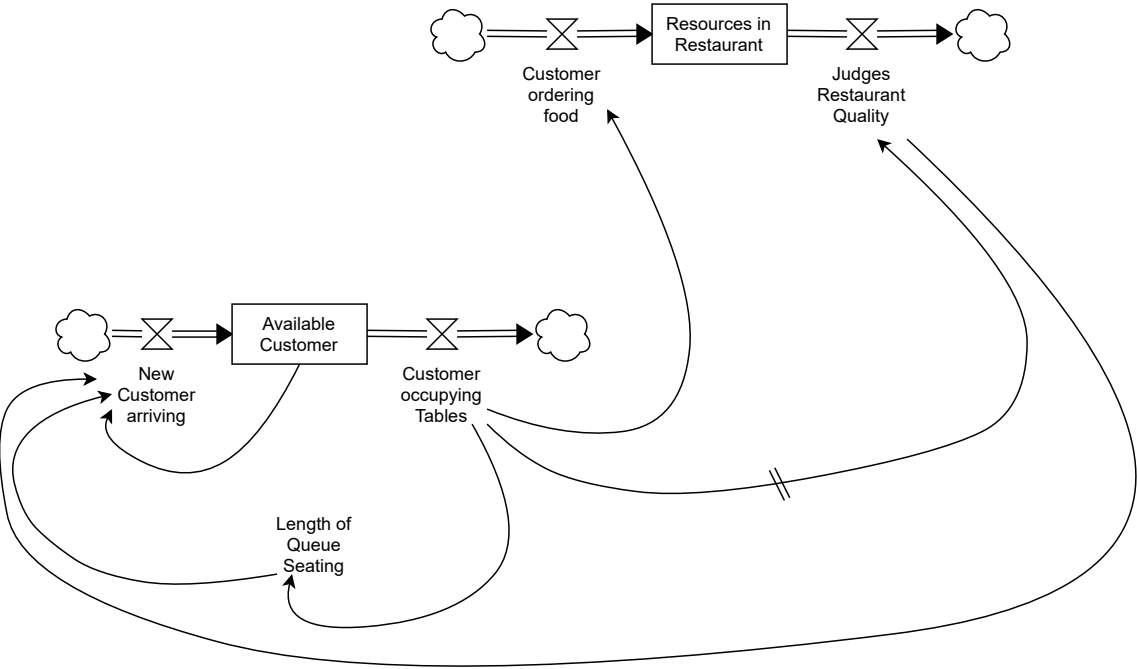 Resources in
Restaurant
Customer
ordering
food
Judges
Restaurant
Quality
Available
Customer
New
Customer
arriving
Customer
occupying
Tables
Length of
Queue
Seating